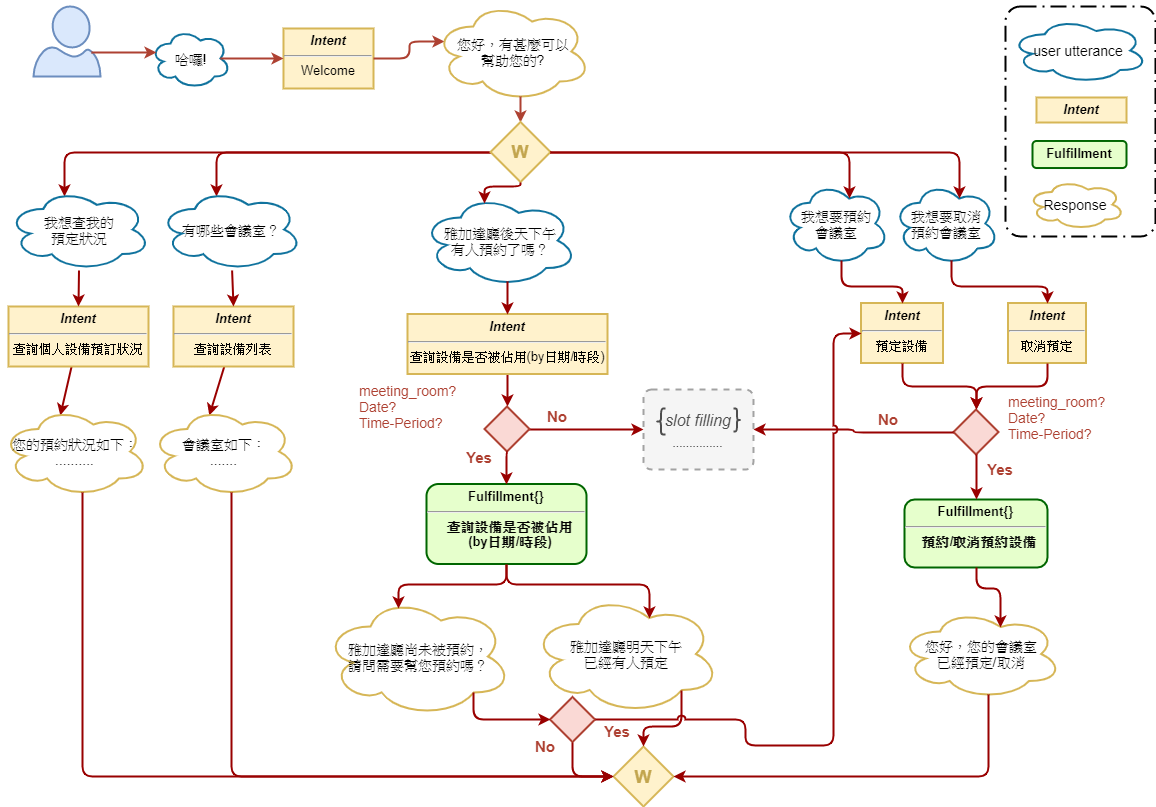 哈囉!
Intent
Welcome
您好，有甚麼可以
幫助您的?
user utterance
Intent
Fulfillment
Response
W
我想查我的
預定狀況
有哪些會議室？
雅加達廳後天下午
有人預約了嗎？
我想要預約
會議室
我想要取消
預約會議室
Intent
查詢個人設備預訂狀況
Intent
查詢設備列表
Intent
查詢設備是否被佔用(by日期/時段)
Intent
預定設備
Intent
取消預定
meeting_room?
Date?
Time-Period?
No
Yes
{slot filling}
...............
meeting_room?
Date?
Time-Period?
No
Yes
您的預約狀況如下：
..........
會議室如下：
.......
Fulfillment{}
查詢設備是否被佔用
(by日期/時段)
Fulfillment{}
預約/取消預約設備
雅加達廳尚未被預約，
請問需要幫您預約嗎？
雅加達廳明天下午
已經有人預定
您好，您的會議室
已經預定/取消
Yes
No
W